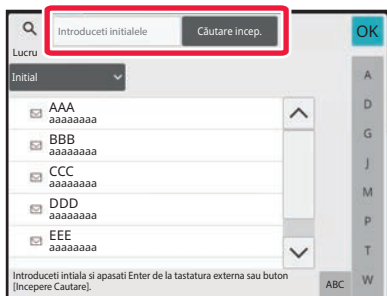 Introduceti initialele
Căutare incep.
OK
Lucru
Initial
A
D
G
J
M
P
T
W
AAA
aaaaaaaa
BBB
aaaaaaaa
CCC
aaaaaaaa
DDD
aaaaaaaa
EEE
aaaaaaaa
Introduceti intiala si apasati Enter de la tastatura externa sau buton
[Incepere Cautare].
ABC